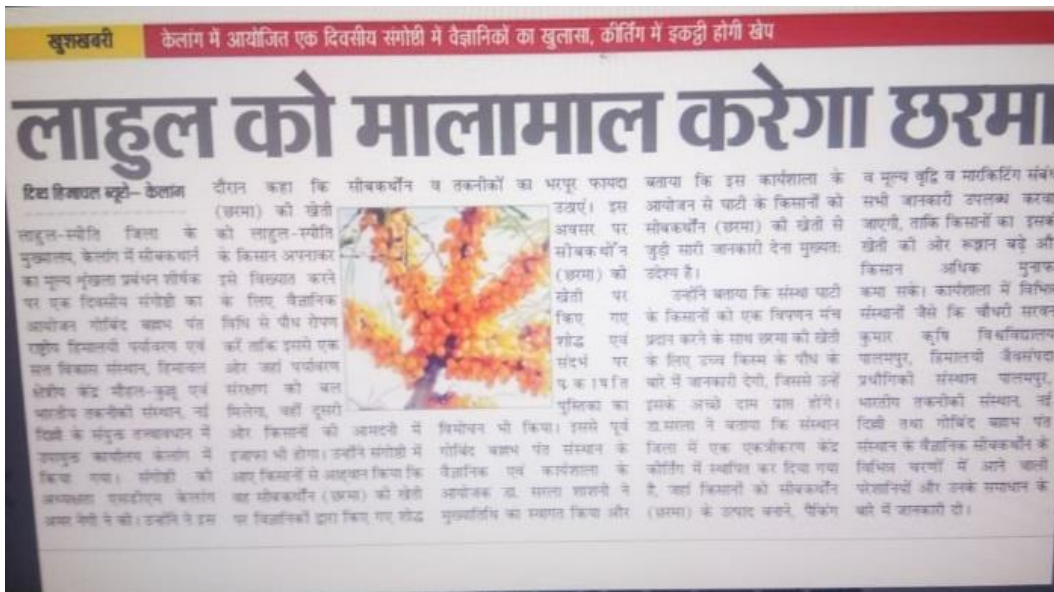 खुशखबरी
केलांग में आयोजित एक दिवसीय संगोष्ठी में वैज्ञानिकों का खुलासा, कीर्तिंग में इकट्ठी होगी खेप
लाहुल को मालामाल करेगा छरमा
दिव्य हिमाचल ब्यूरो– केलांग
लाहुल-स्पीति जिला के
मुख्यालय, केलांग में सीबकथार्न
का मूल्य शृंखला प्रबंधन शीर्षक
पर एक दिवसीय संगोष्ठी का
आयोजन गोबिंद बल्लभ पंत
राष्ट्रीय हिमालयी पर्यावरण एवं
सत विकास संस्थान, हिमाचल
क्षेत्रीय केंद्र मौहल-कुल्लू एवं
भारतीय तकनीकी संस्थान, नई
दिल्ली के संयुक्त तत्त्वावधान में
उपायुक्त कार्यालय केलांग में
किया गया। संगोष्ठी की
अध्यक्षता एसडीएम केलांग
अमर नेगी ने की। उन्होंने ने इस
दौरान कहा कि सीबकथॉर्न
(छरमा) की खेती
को लाहुल-स्पीति
के किसान अपनाकर
इसे विख्यात करने
के लिए वैज्ञानिक
विधि से पौध रोपण
करें ताकि इससे एक
ओर जहां पर्यावरण
संरक्षण को बल
मिलेगा, वहीं दूसरी
ओर किसानों की आमदनी में
इजाफा भी होगा। उन्होंने संगोष्ठी में
आए किसानों से आह्वान किया कि
वह सीबकथॉर्न (छरमा) की खेती
पर विज्ञानिकों द्वारा किए गए शोध
व तकनीकों का भरपूर फायदा
उठाएं। इस
अवसर पर
सीबकथॉर्न
(छरमा) की
खेती पर
किए गए
शोध एवं
संदर्भ पर
प्रकाषति
पुस्तिका का
विमोचन भी किया। इससे पूर्व
गोबिंद बल्लभ पंत संस्थान के
वैज्ञानिक एवं कार्यशाला के
आयोजक डा. सरला शाशनी ने
मुख्यातिथि का स्वागत किया और
बताया कि इस कार्यशाला के
आयोजन से घाटी के किसानों को
सीबकथॉर्न (छरमा) की खेती से
जुड़ी सारी जानकारी देना मुख्यतः
उद्देश्य है।
उन्होंने बताया कि संस्था घाटी
के किसानों को एक विपणन मंच
प्रदान करने के साथ छरमा की खेती
के लिए उच्च किस्म के पौध के
बारे में जानकारी देगी, जिससे उन्हें
इसके अच्छे दाम प्राप्त होंगे।
डा.सरला ने बताया कि संस्थान
जिला में एक एकत्रीकरण केंद्र
कीर्तिंग में स्थापित कर दिया गया
है, जहां किसानों को सीबकथॉर्न
(छरमा) के उत्पाद बनाने, पैकिंग
व मूल्य वृद्धि व मारकिटिंग
सभी जानकारी उपलब्ध
जाएगी, ताकि किसानों का
खेती की ओर रूझान बढ़े
किसान अधिक
कमा सकें। कार्यशाला में
संस्थानों जैसे कि चौधरी सरवन
कुमार कृषि विश्वविद्यालय
पालमपुर, हिमालयी जैवसंपदा
प्रौघौगिकी संस्थान पालमपुर,
भारतीय तकनीकी संस्थान, नई
दिल्ली तथा गोबिंद बल्लभ पंत
संस्थान के वैज्ञानिक सीबकथॉर्न के
विभिन्न चरणों में आने वाली
परेशानियों और उनके समाधान के
बारे में जानकारी दी।